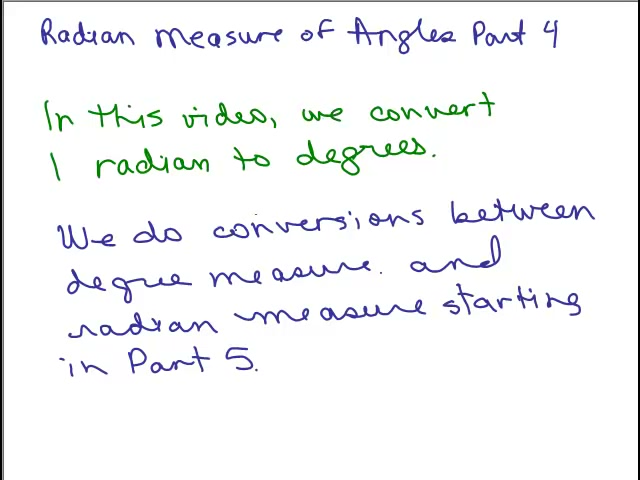 Radian Measure of Angles Part 4
In this video, we convert
1 radian to degrees.
We do conversions between
degree measure and
radian measure starting
in Part 5.